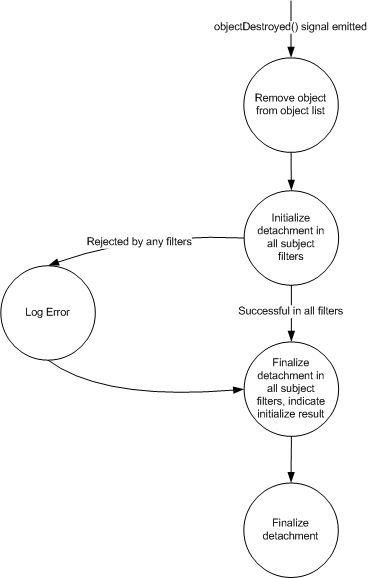 objectDestroyed() signal emitted
Remove object
from object list
Initialize
detachment in
all subject
filters
Rejected by any filters
Log Error
Successful in all filters
Finalize
detachment in
all subject
filters, indicate
initialize result
Finalize
detachment